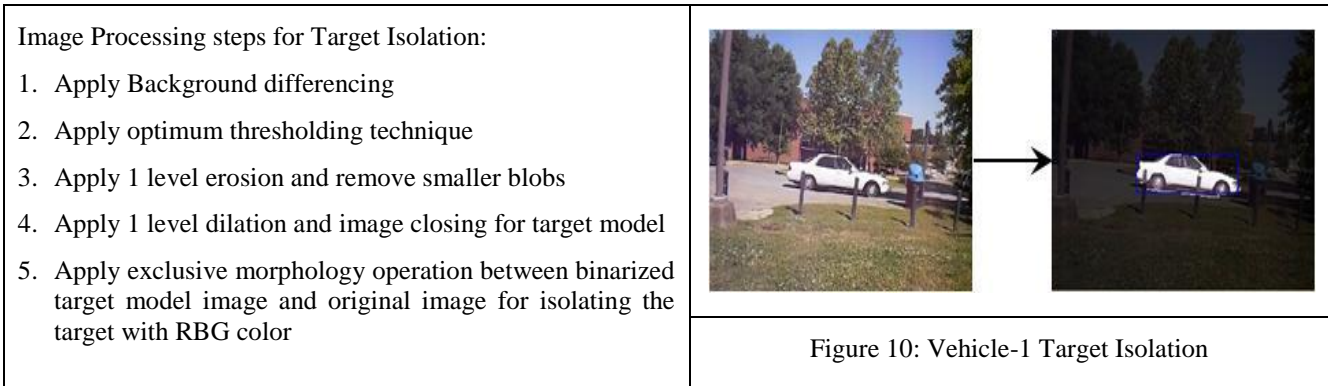 Image Processing steps for Target Isolation:
1. Apply Background differencing
2. Apply optimum thresholding technique
3. Apply 1 level erosion and remove smaller blobs
4. Apply 1 level dilation and image closing for target model
5. Apply exclusive morphology operation between binarized
target model image and original image for isolating the
target with RBG color
Figure 10: Vehicle-1 Target Isolation